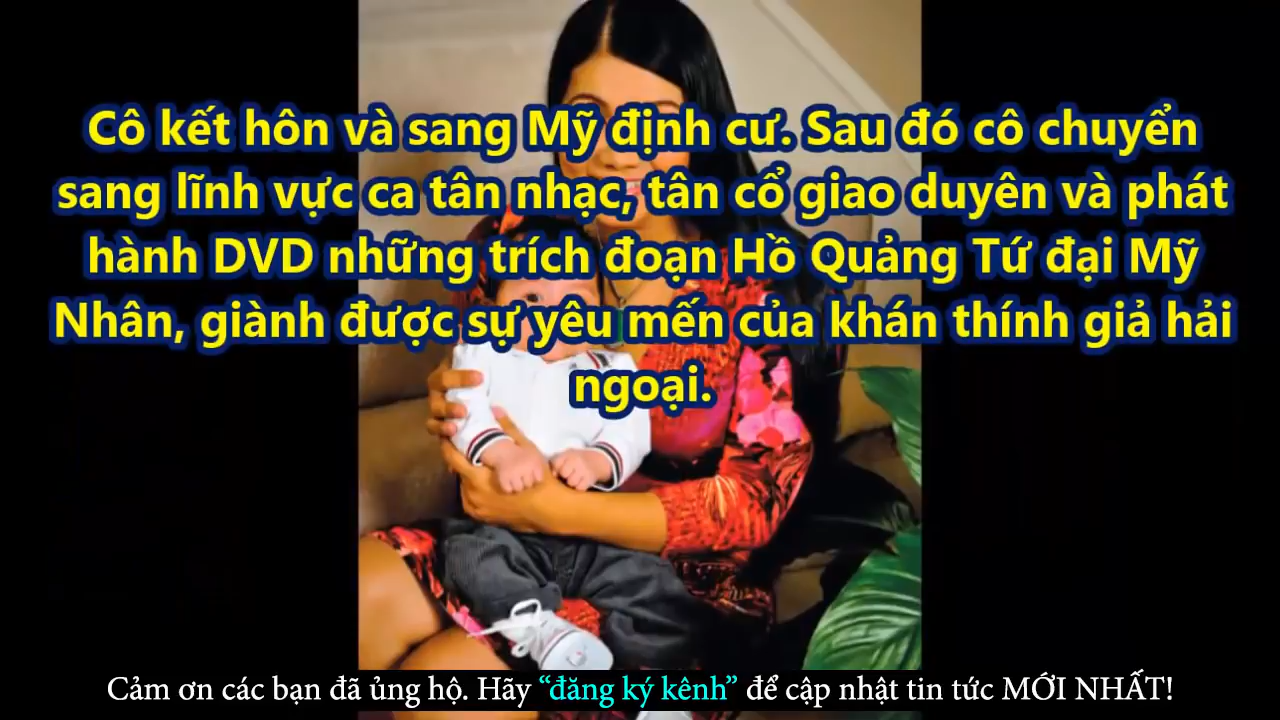 Cô kết hôn và sang Mỹ định cư. Sau đó cô chuyển
sang lĩnh vực ca tân nhạc, tân cổ giao duyên và phát
hành DVD những trích đoạn Hồ Quảng Tứ đại Mỹ
Nhân, giành được sự yêu mến của khán thính giả hải
ngoại.
Cảm ơn các bạn đã ủng hộ. Hãy “đăng ký kênh” để cập nhật tin tức MỚI NHẤT!